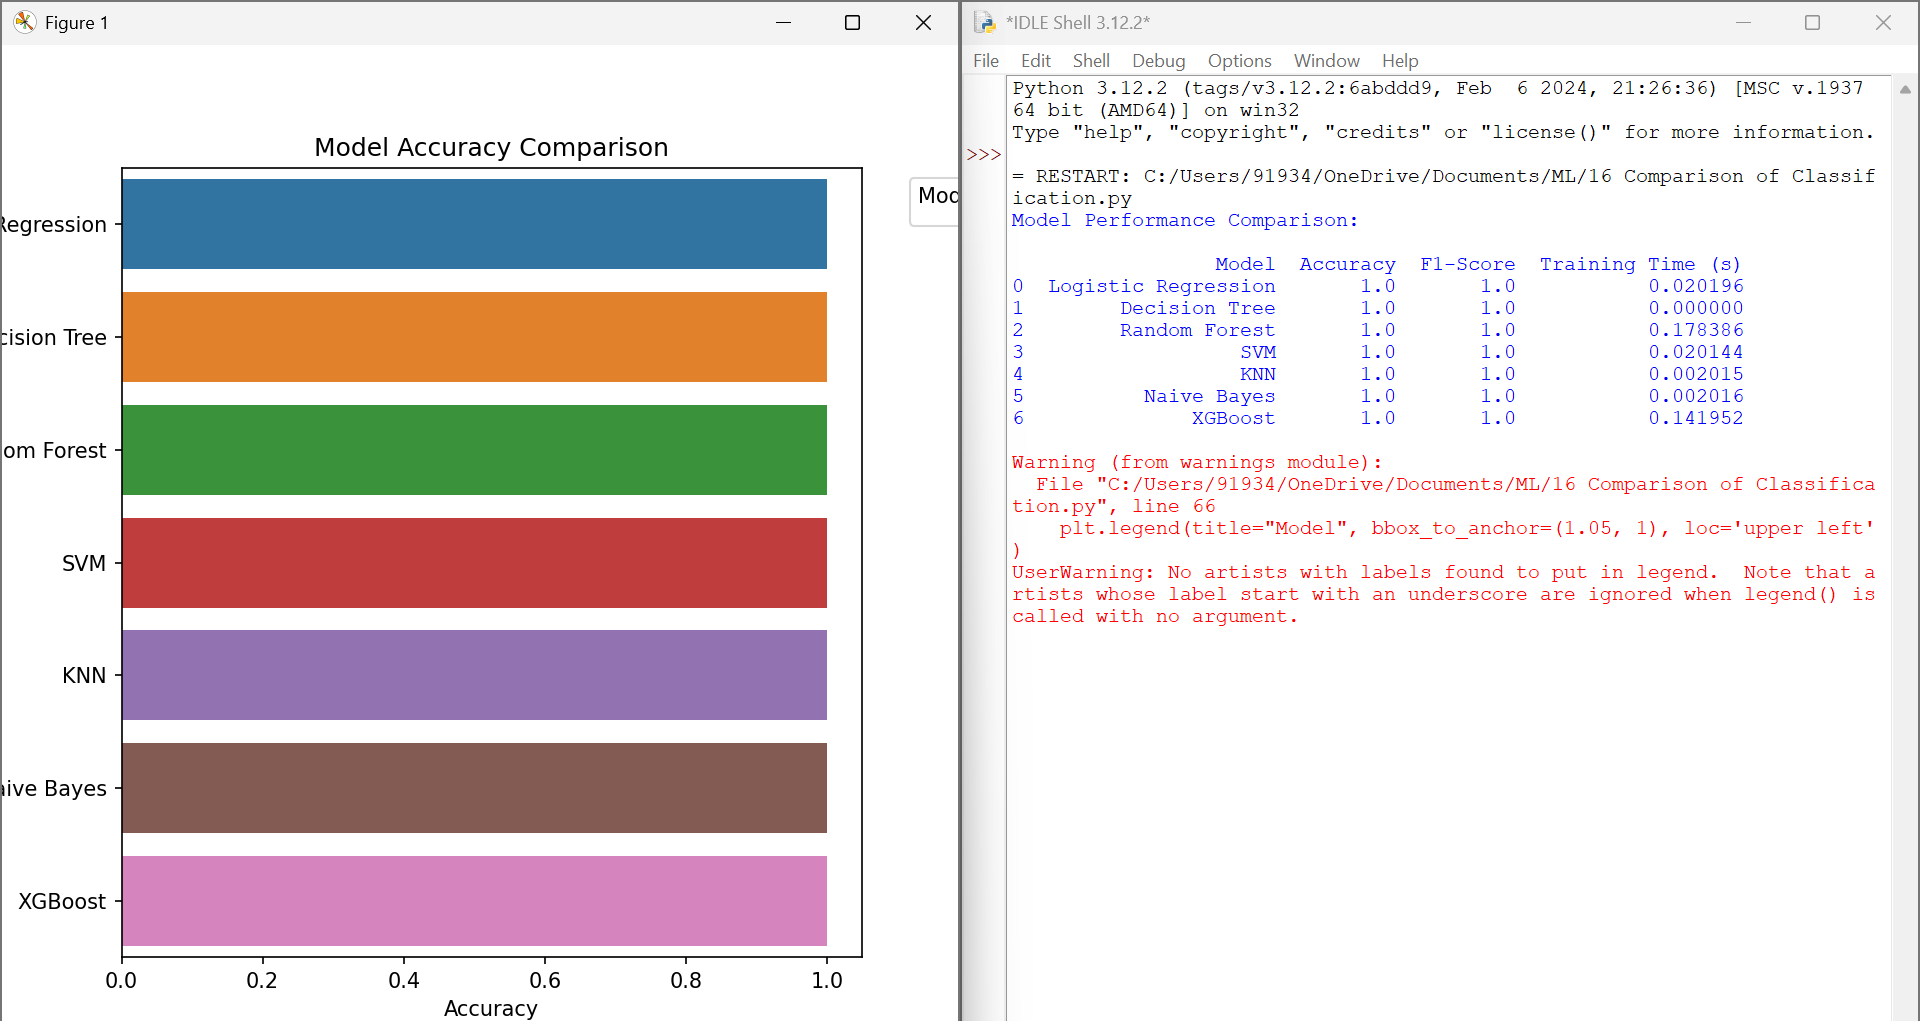 Figure 1
Model Accuracy Comparison
Regression
cision Tree
om Forest
SVM
KNN
aive Bayes
XGBoost
0.0 0.2 0.4 0.6 0.8 1.0
Accuracy
Mod
*IDLE Shell 3.12.2*
File Edit Shell Debug Options Window Help
Python 3.12.2 (tags/v3.12.2:6abddd9, Feb  6 2024, 21:26:36) [MSC v.1937
64 bit (AMD64)] on win32
Type "help", "copyright", "credits" or "license()" for more information.
>>>
= RESTART: C:/Users/91934/OneDrive/Documents/ML/16 Comparison of Classif
ication.py
Model Performance Comparison:
Model  Accuracy  F1-Score  Training Time (s)
0  Logistic Regression  1.0  1.0  0.020196
1  Decision Tree  1.0  1.0  0.000000
2  Random Forest  1.0  1.0  0.178386
3  SVM  1.0  1.0  0.020144
4  KNN  1.0  1.0  0.002015
5  Naive Bayes  1.0  1.0  0.002016
6  XGBoost  1.0  1.0  0.141952
Warning (from warnings module):
File "C:/Users/91934/OneDrive/Documents/ML/16 Comparison of Classifica
tion.py", line 66
plt.legend(title="Model", bbox_to_anchor=(1.05, 1), loc='upper left'
)
UserWarning: No artists with labels found to put in legend.  Note that a
rtists whose label start with an underscore are ignored when legend() is
called with no argument.